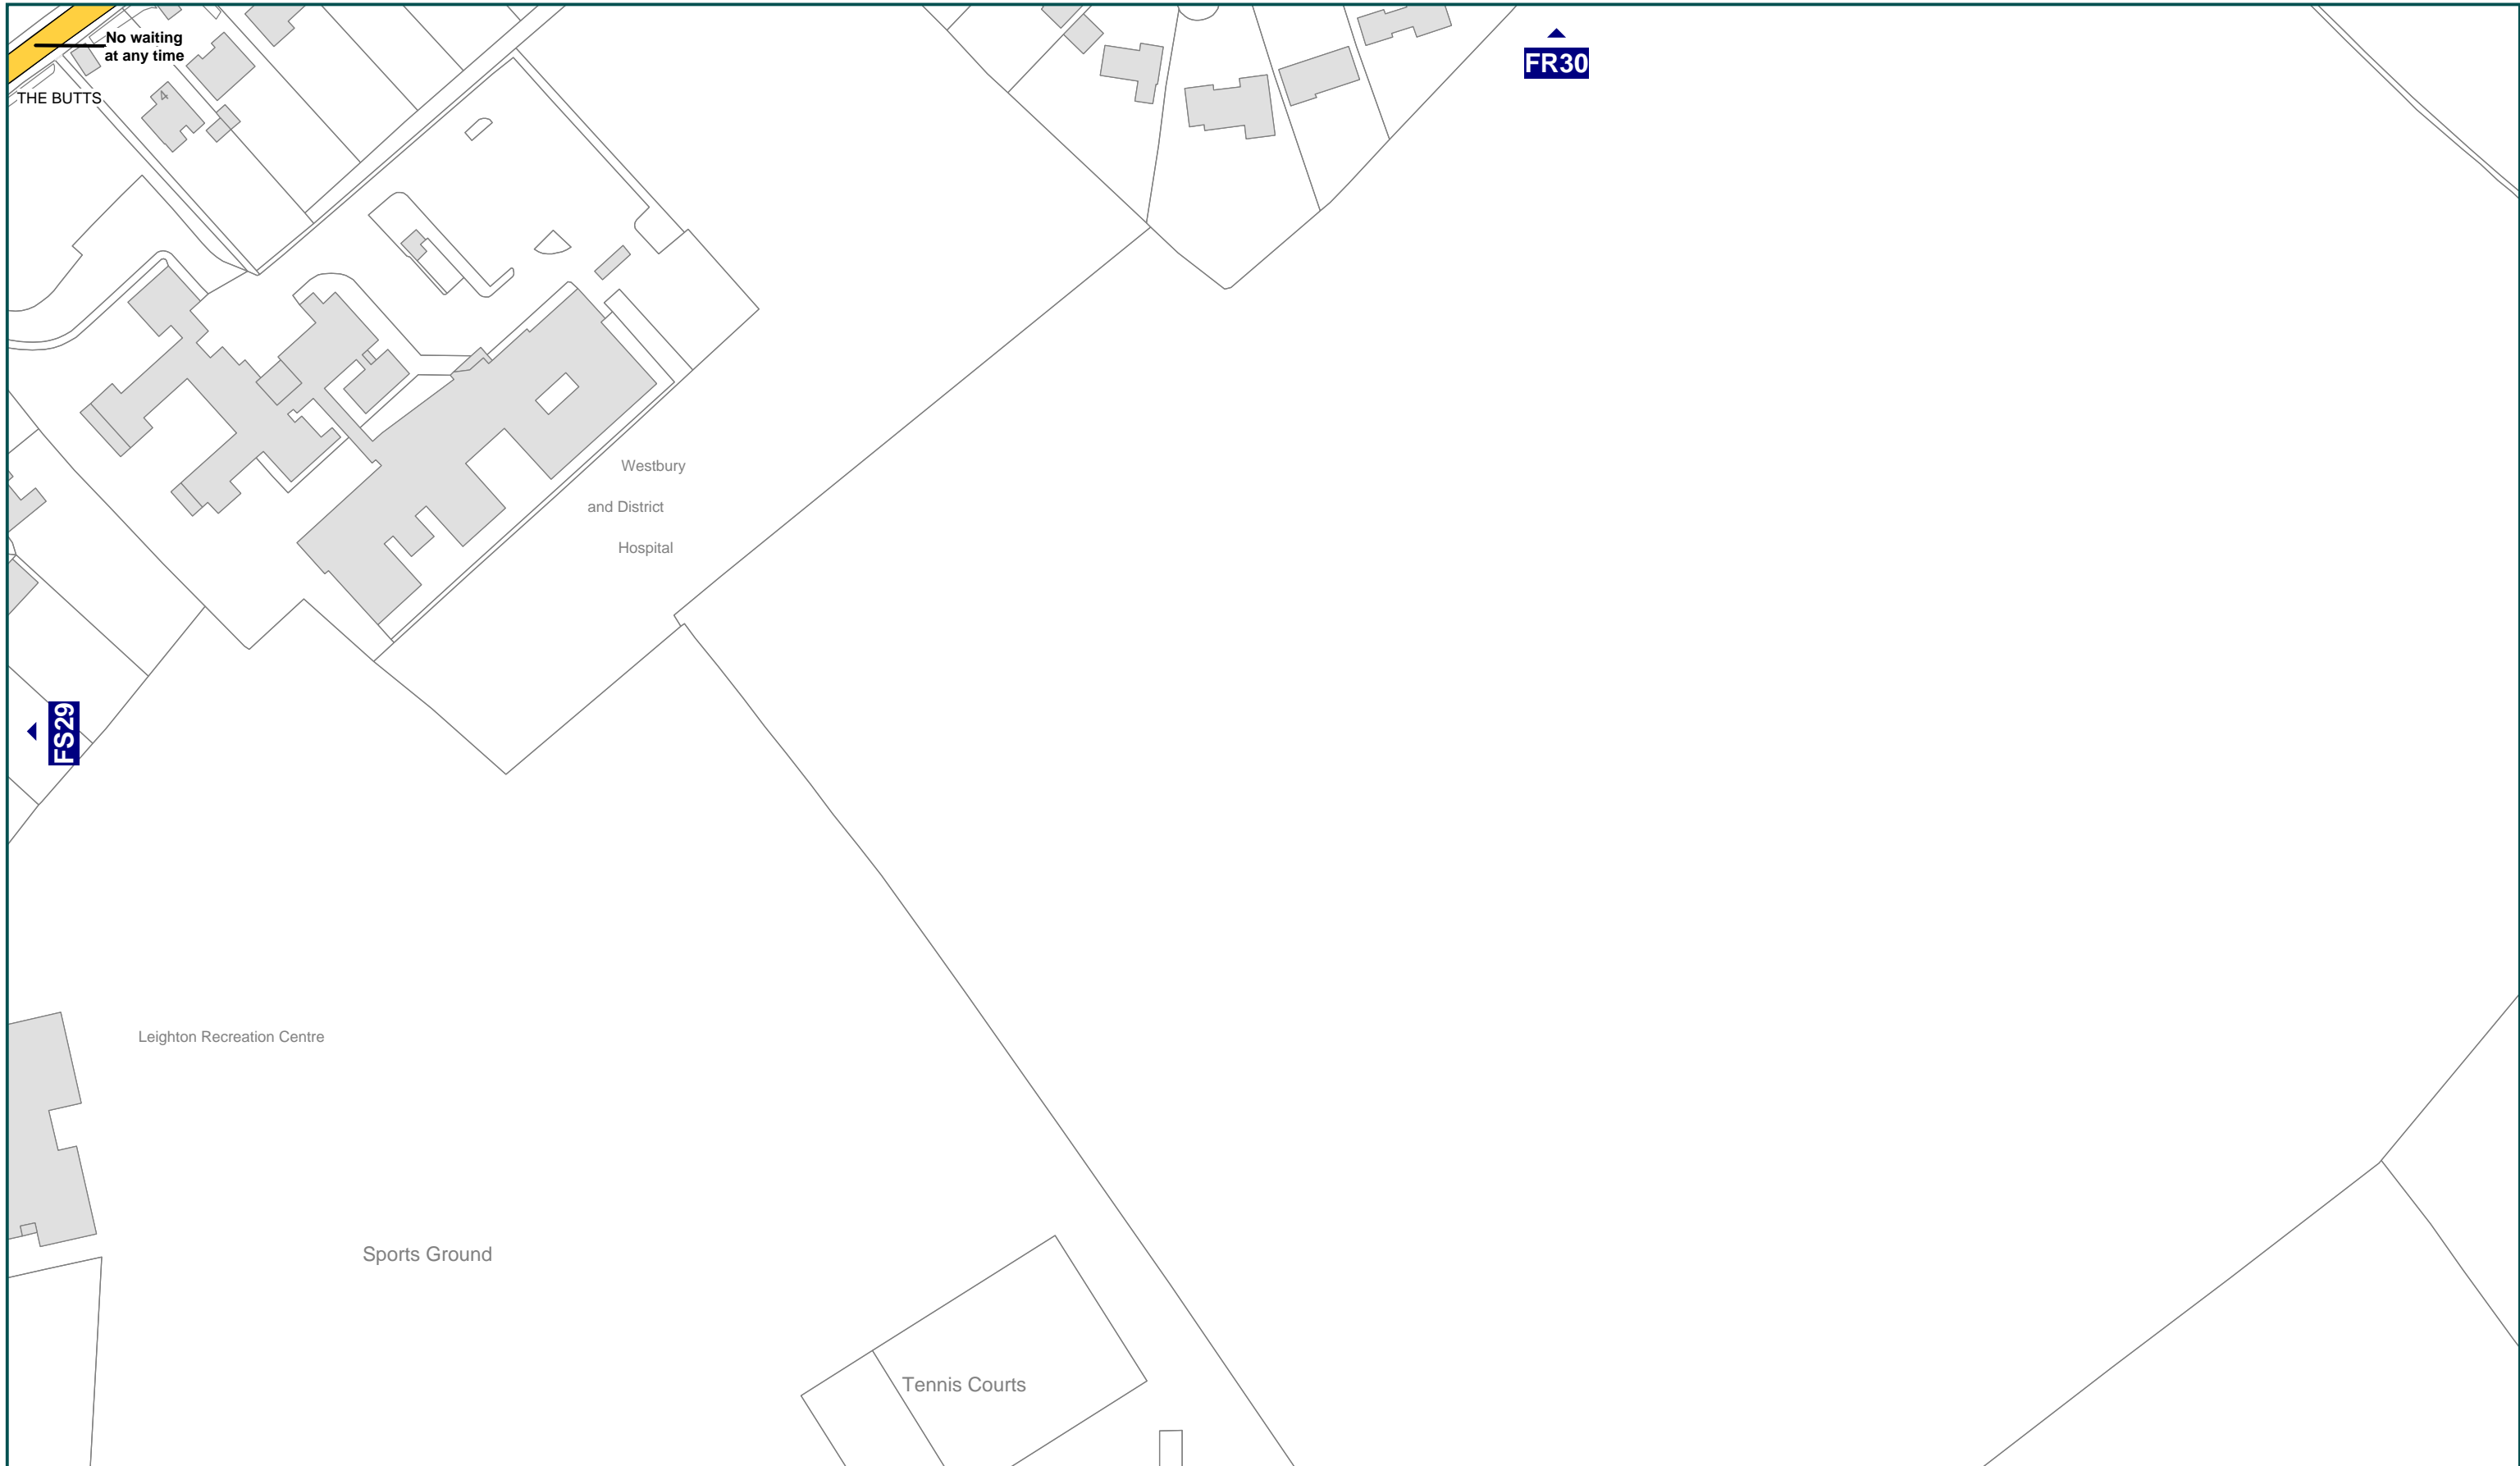 No waiting
at any time
THE BUTTS
4
FR30
Westbury
and District
Hospital
FS29
Leighton Recreation Centre
Sports Ground
Tennis Courts